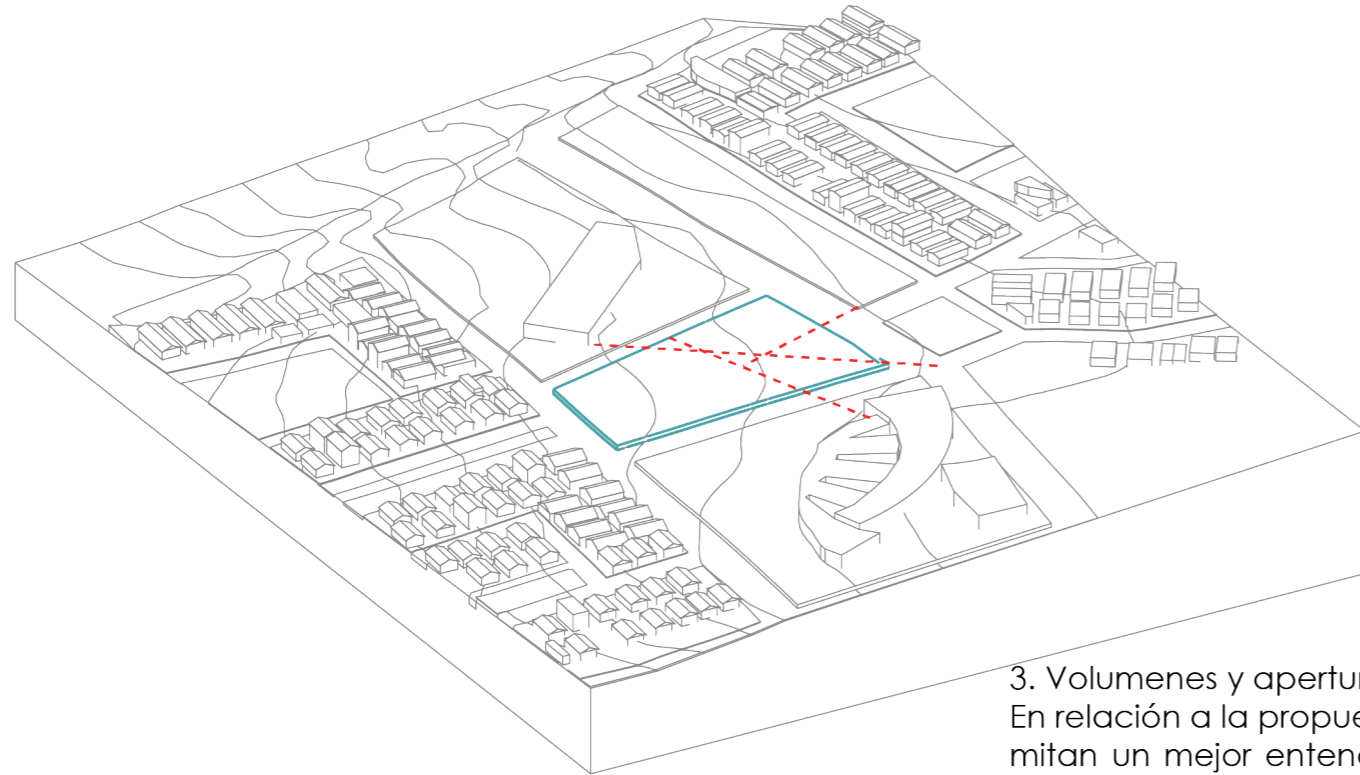 3. Volumenes y apertur
En relación a la propue
mitan un mejor entend